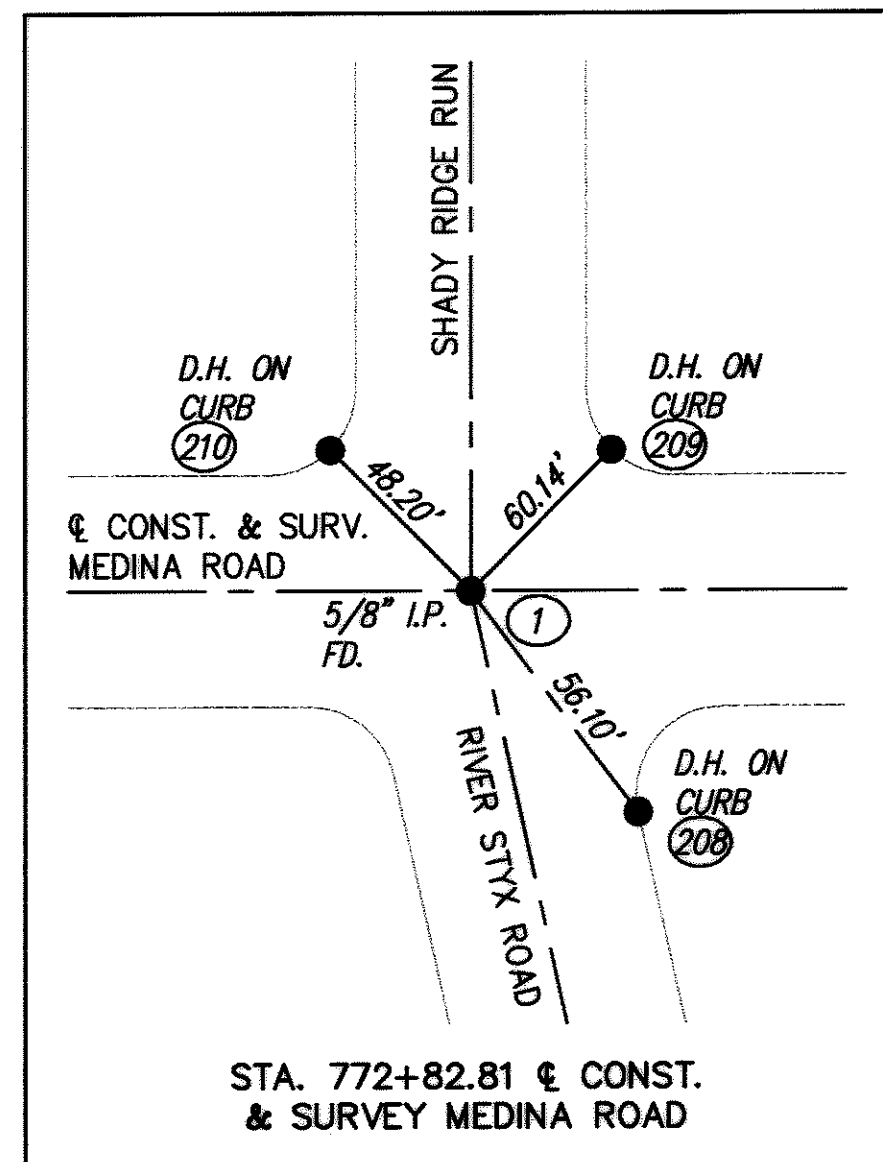 SHADY RIDGE RUN
D.H. ON
CURB
210
D.H. ON
CURB
209
48.20'
60.14'
℄ CONST. & SURV.
MEDINA ROAD
5/8" I.P.
FD.
1
56.10'
RIVER STYX ROAD
D.H. ON
CURB
208
STA. 772+82.81 ℄ CONST.
& SURVEY MEDINA ROAD